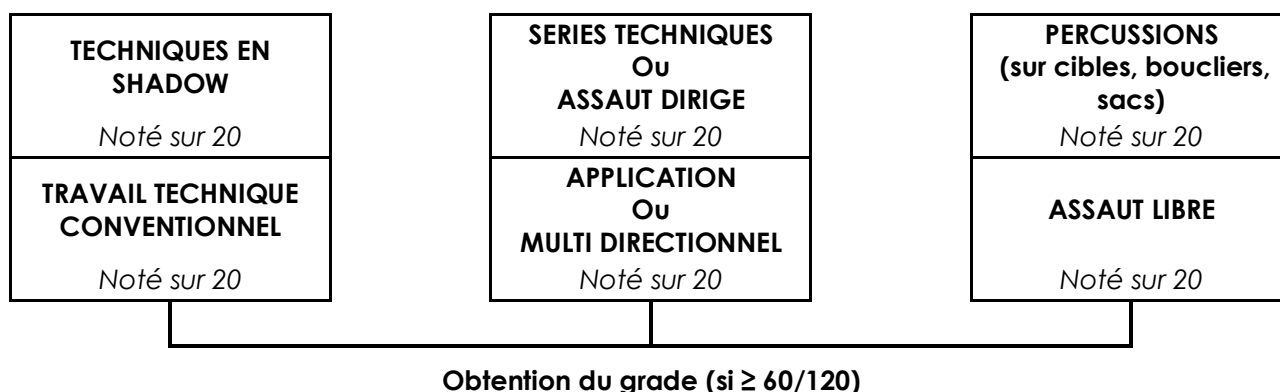 TECHNIQUES EN
SHADOW
Noté sur 20
TRAVAIL TECHNIQUE
CONVENTIONNEL
Noté sur 20
SERIES TECHNIQUES
Ou
ASSAUT DIRIGE
Noté sur 20
APPLICATION
Ou
MULTI DIRECTIONNEL
Noté sur 20
PERCUSSIONS
(sur cibles, boucliers,
sacs)
Noté sur 20
ASSAUT LIBRE
Noté sur 20
Obtention du grade (si ≥ 60/120)